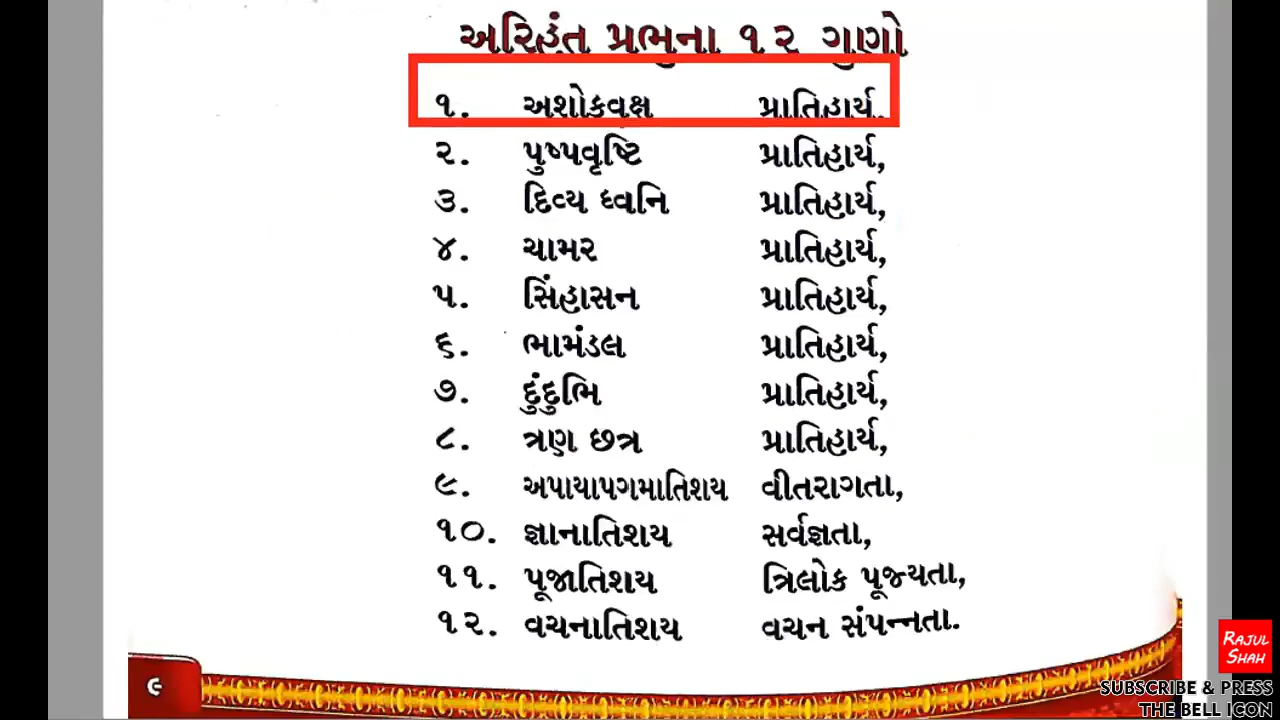 અરિહંત પ્રભુના ૧૨ ગુણો
૧. અશોકવૃક્ષ પ્રાતિહાર્ય,
૨. પુષ્પવૃષ્ટિ પ્રાતિહાર્ય,
૩. દિવ્ય ધ્વનિ પ્રાતિહાર્ય,
૪. ચામર પ્રાતિહાર્ય,
૫. સિંહાસન પ્રાતિહાર્ય,
૬. ભામંડલ પ્રાતિહાર્ય,
૭. દુંદુભિ પ્રાતિહાર્ય,
૮. ત્રણ છત્ર પ્રાતિહાર્ય,
૯. અપાયાપગમાતિશય વીતરાગતા,
૧૦. જ્ઞાનાતિશય સર્વજ્ઞતા,
૧૧. પૂજાતિશય ત્રિલોક પૂજ્યતા,
૧૨. વચનાતિશય વચન સંપન્નતા.
૯
RAJUL
SHAH
SUBSCRIBE & PRESS
THE BELL ICON